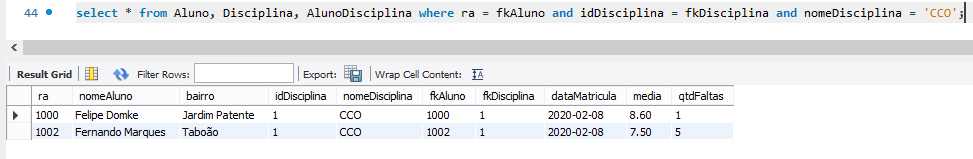 44 select * from Aluno, Disciplina, AlunoDisciplina where ra = fkAluno and idDisciplina = fkDisciplina and nomeDisciplina = 'CCO';
Result Grid Filter Rows: Export: Wrap Cell Content:
ra nomeAluno bairro idDisciplina nomeDisciplina fkAluno fkDisciplina dataMatricula media qtdFaltas
1000 Felipe Domke Jardim Patente 1 CCO 1000 1 2020-02-08 8.60 1
1002 Fernando Marques Taboão 1 CCO 1002 1 2020-02-08 7.50 5